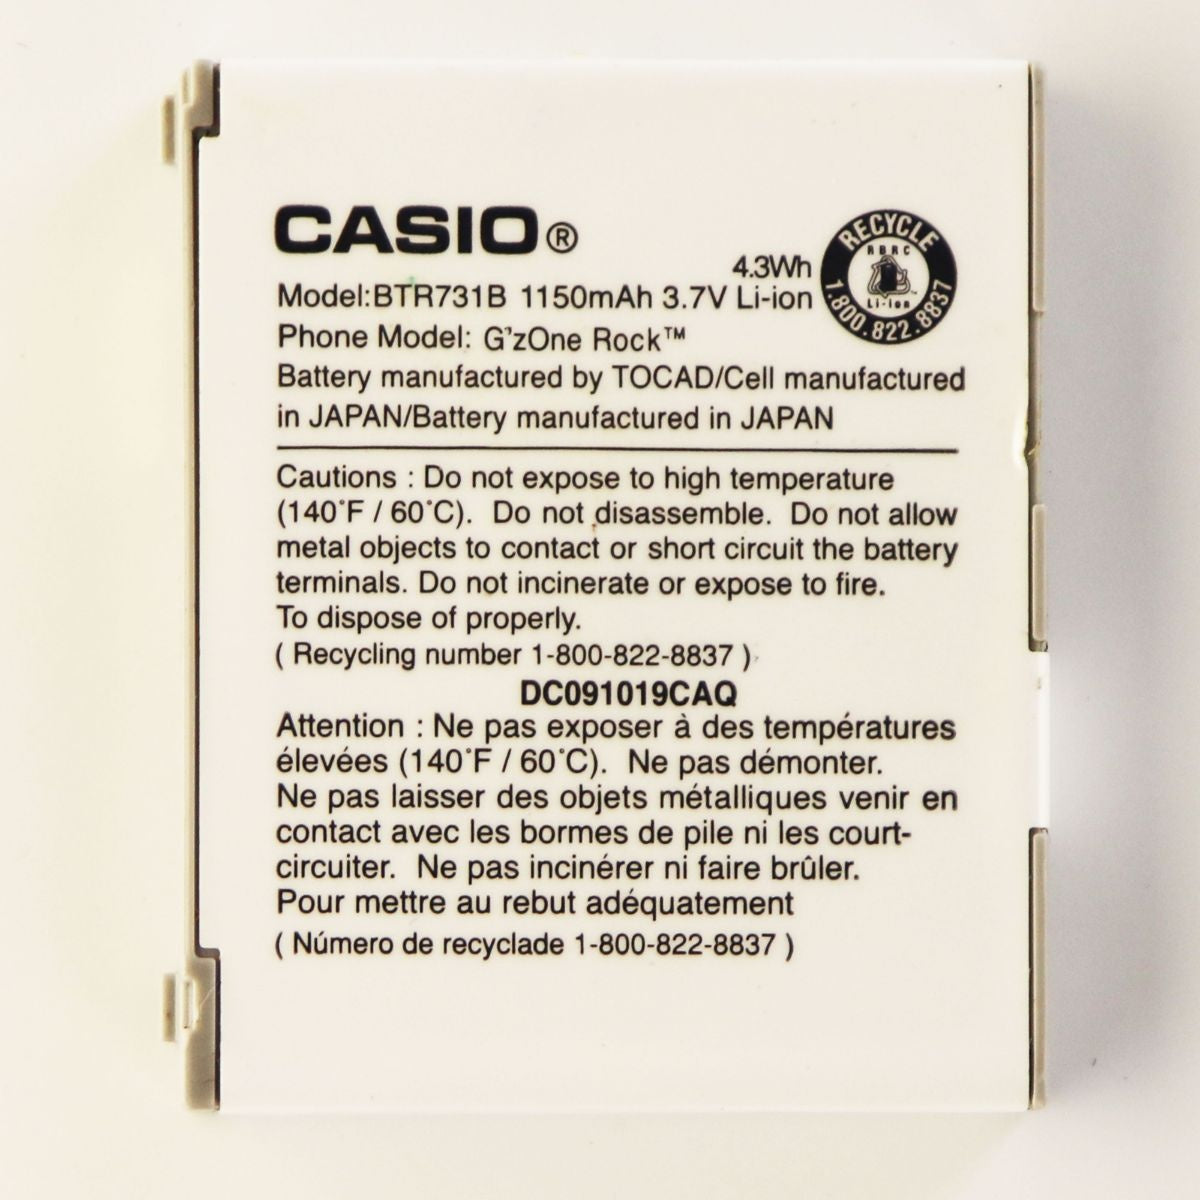 CASIO®
4.3Wh
Model:BTR731B 1150mAh 3.7V Li-ion
RECYCLE
RBRC
Li-ion
1.800.822.8837
Phone Model: G'zOne Rock™
Battery manufactured by TOCAD/Cell manufactured
in JAPAN/Battery manufactured in JAPAN
Cautions : Do not expose to high temperature
(140°F / 60°C). Do not disassemble. Do not allow
metal objects to contact or short circuit the battery
terminals. Do not incinerate or expose to fire.
To dispose of properly.
( Recycling number 1-800-822-8837 )
DC091019CAQ
Attention : Ne pas exposer à des températures
élevées (140°F / 60°C). Ne pas démonter.
Ne pas laisser des objets métalliques venir en
contact avec les bormes de pile ni les court-
circuiter. Ne pas incinérer ni faire brûler.
Pour mettre au rebut adéquatement
( Número de recyclade 1-800-822-8837 )